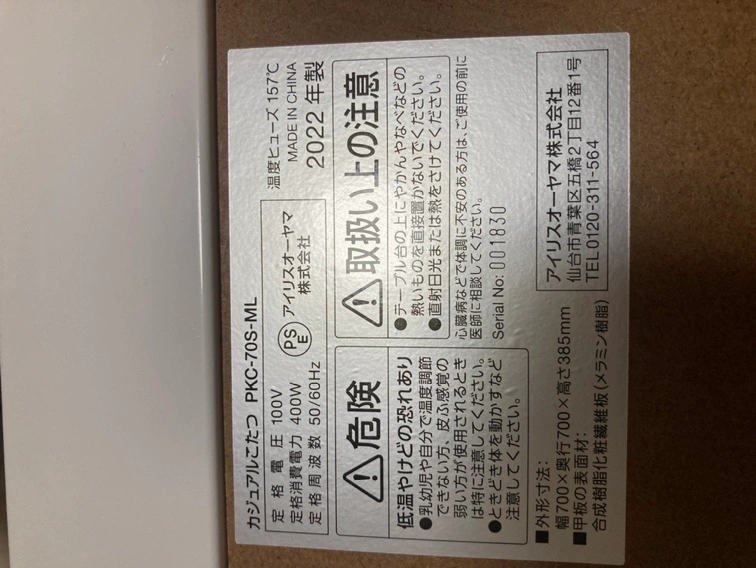 カジュアルこたつ PKC-70S-ML
定格電圧 100V
定格消費電力 400W
定格周波数 50/60Hz
PS
E
アイリスオーヤマ
株式会社
温度ヒューズ 157℃
MADE IN CHINA
2022年製
危険
低温やけどの恐れあり
●乳幼児や自分で温度調節
できない方、皮ふ感覚の
弱い方が使用されるとき
は特に注意してください。
●ときどき体を動かすなど
注意してください。
取扱い上の注意
●テーブル台の上にやかんやなべなどの
熱いものを直接置かないでください。
●直射日光または熱をさけてください。
心臓病などで体調に不安のある方は、ご使用の前に
医師に相談してください。
Serial No: 001830
■外形寸法:
幅700×奥行700×高さ385mm
■甲板の表面材:
合成樹脂化粧繊維板(メラミン樹脂)
アイリスオーヤマ株式会社
仙台市青葉区五橋2丁目12番1号
TEL 0120-311-564